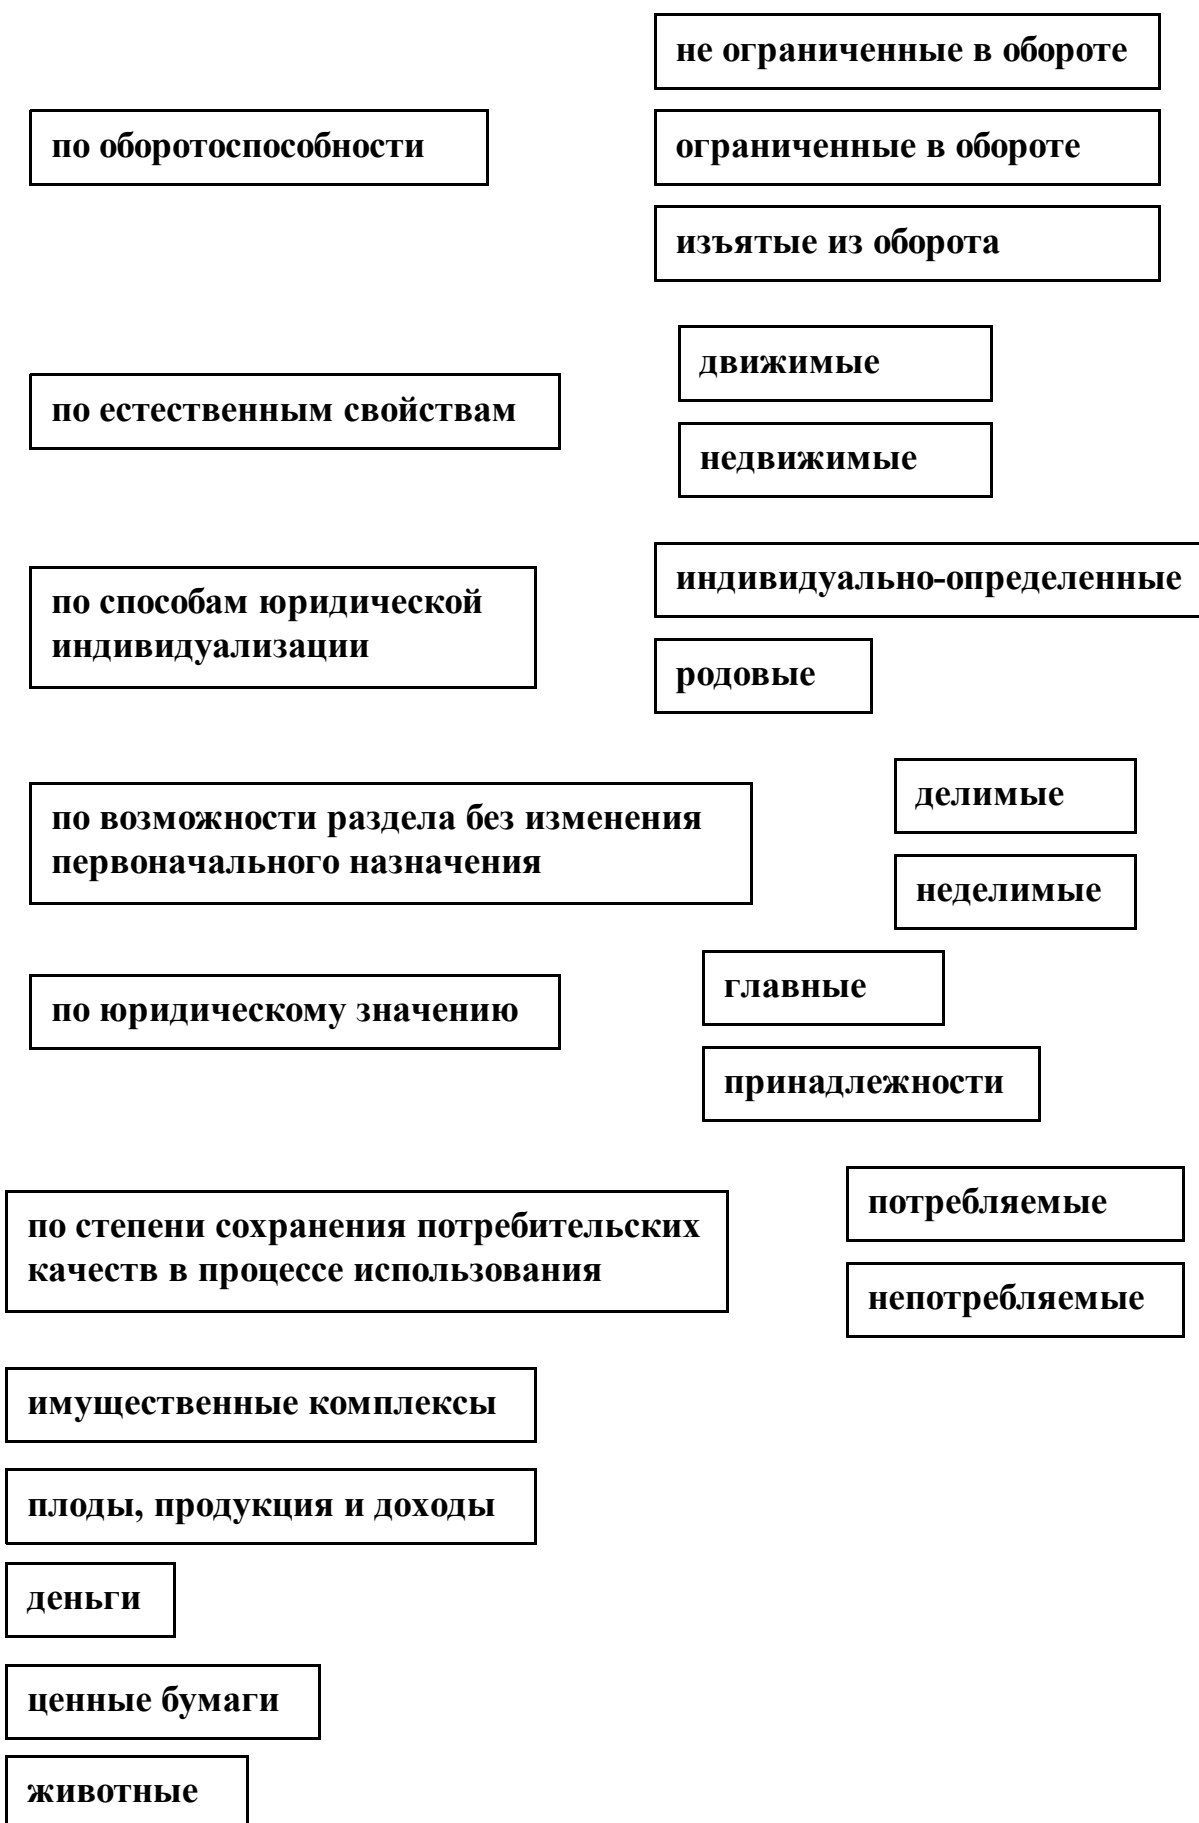 не ограниченные в обороте
по оборотоспособности
ограниченные в обороте
изъятые из оборота
движимые
по естественным свойствам
недвижимые
индивидуально-определенные
по способам юридической
индивидуализации
родовые
делимые
по возможности раздела без изменения
первоначального назначения
неделимые
главные
по юридическому значению
принадлежности
потребляемые
по степени сохранения потребительских
качеств в процессе использования
непотребляемые
имущественные комплексы
плоды, продукция и доходы
деньги
ценные бумаги
животные